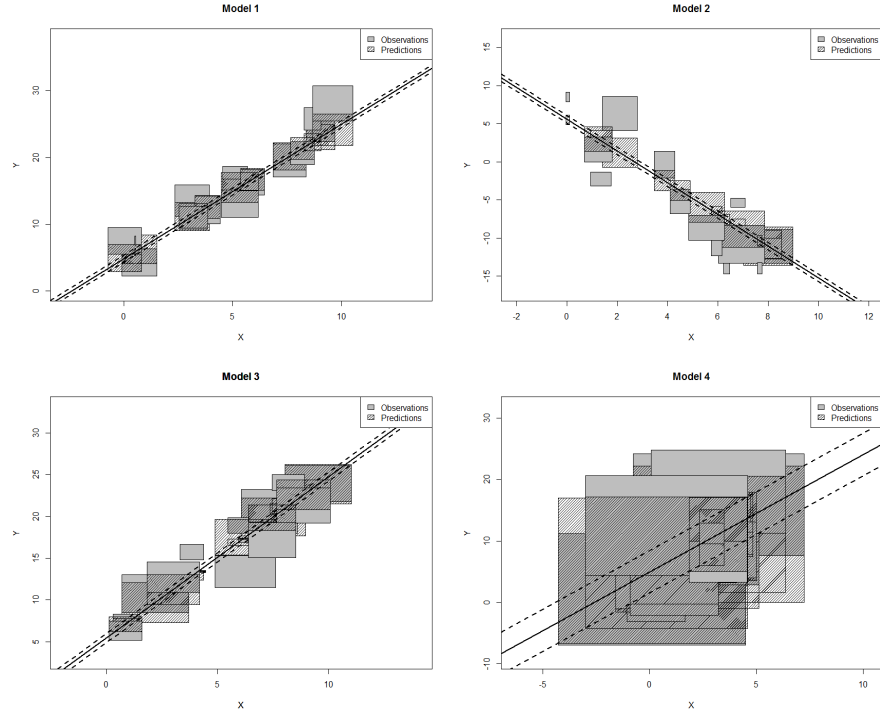 Model 1
Observations
Predictions
Y
0 10 20 30
0 5 10
X
Model 2
Observations
Predictions
Y
-15 -10 -5 0 5 10 15
-2 0 2 4 6 8 10 12
X
Model 3
Observations
Predictions
Y
5 10 15 20 25 30
0 5 10
X
Model 4
Observations
Predictions
Y
-10 0 10 20 30
-5 0 5 10
X